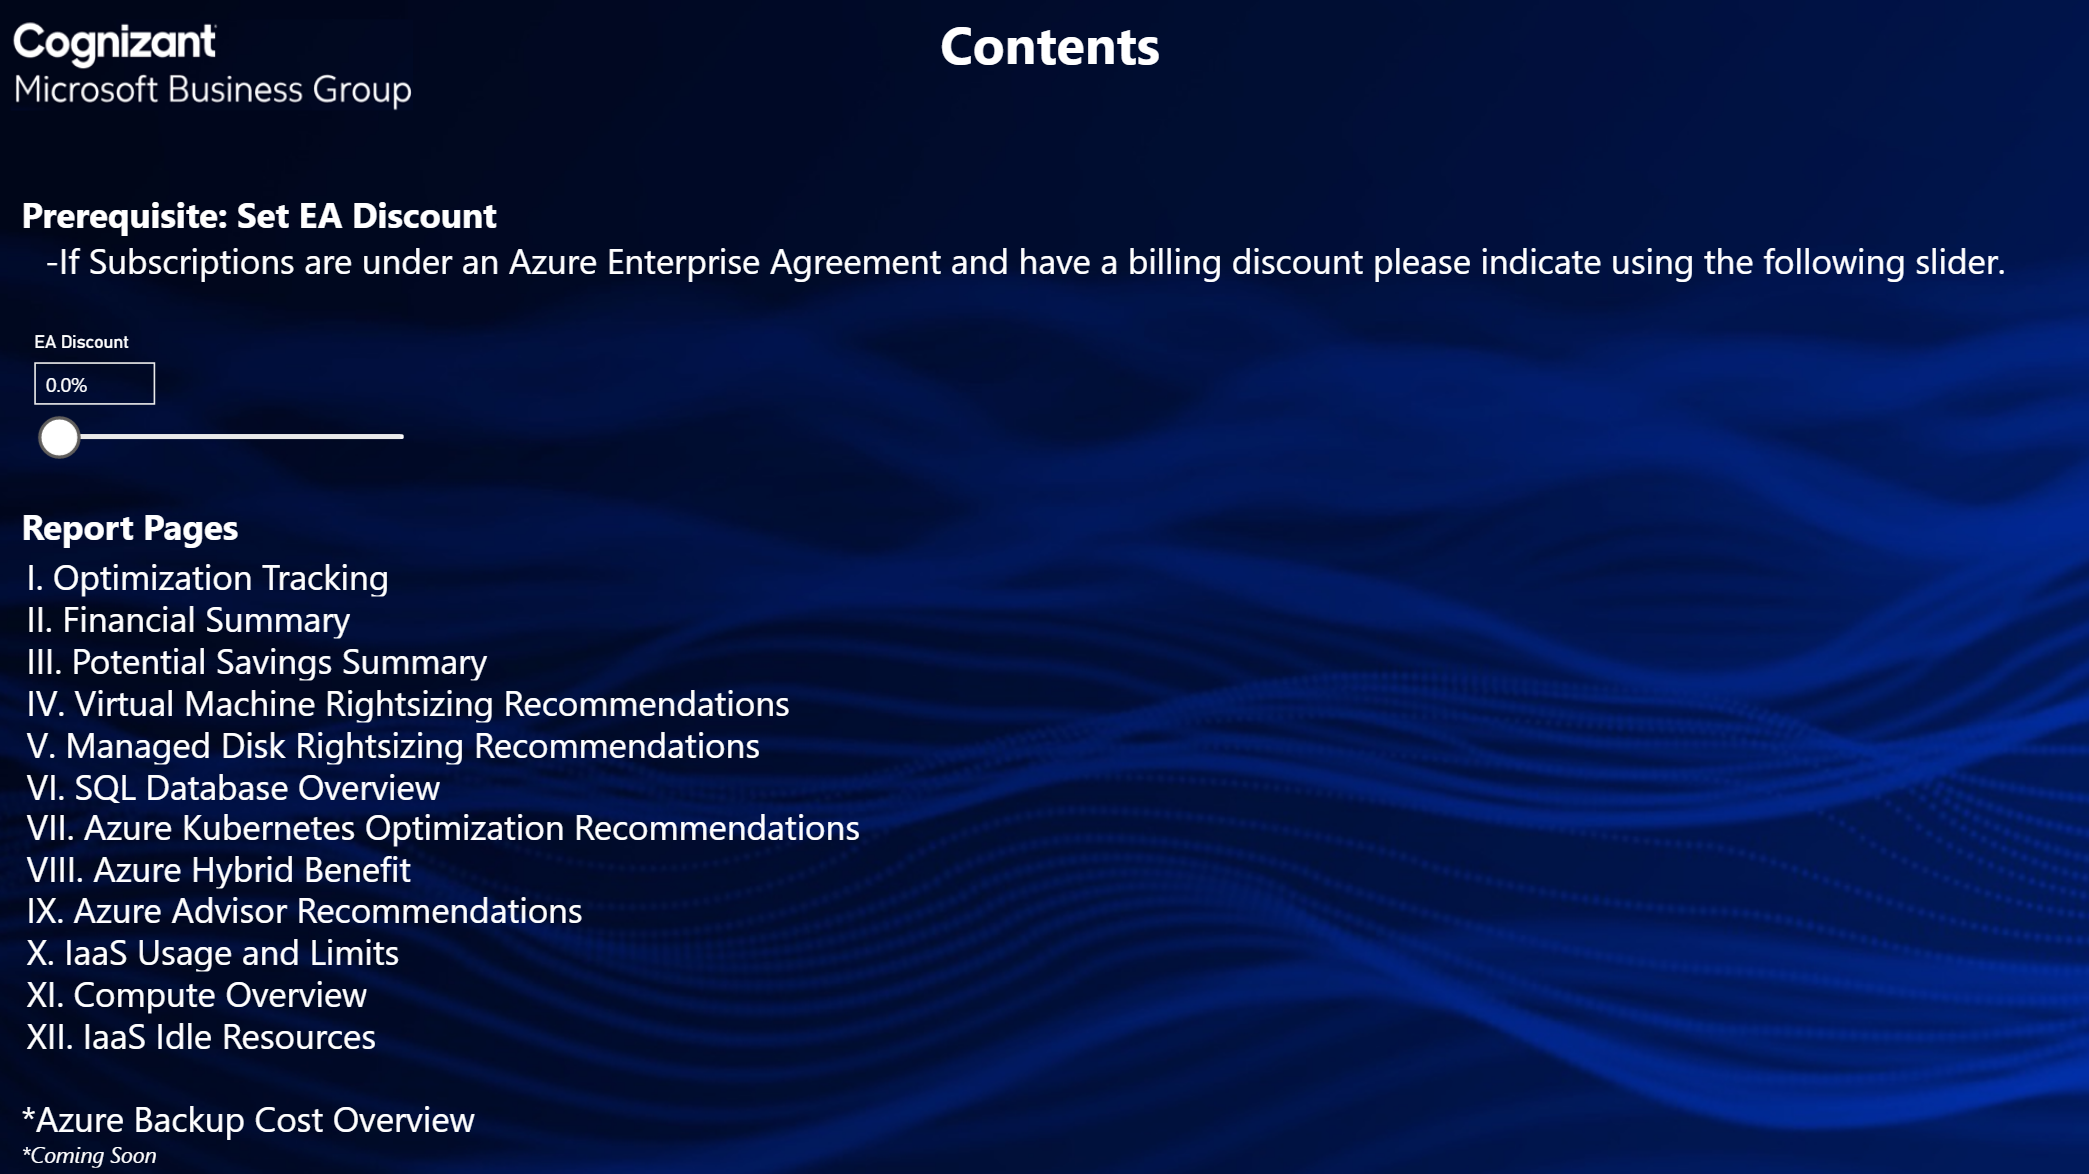 Cognizant
Microsoft Business Group
Contents
Prerequisite: Set EA Discount
-If Subscriptions are under an Azure Enterprise Agreement and have a billing discount please indicate using the following slider.
EA Discount
0.0%
Report Pages
I. Optimization Tracking
II. Financial Summary
III. Potential Savings Summary
IV. Virtual Machine Rightsizing Recommendations
V. Managed Disk Rightsizing Recommendations
VI. SQL Database Overview
VII. Azure Kubernetes Optimization Recommendations
VIII. Azure Hybrid Benefit
IX. Azure Advisor Recommendations
X. IaaS Usage and Limits
XI. Compute Overview
XII. IaaS Idle Resources
*Azure Backup Cost Overview
*Coming Soon